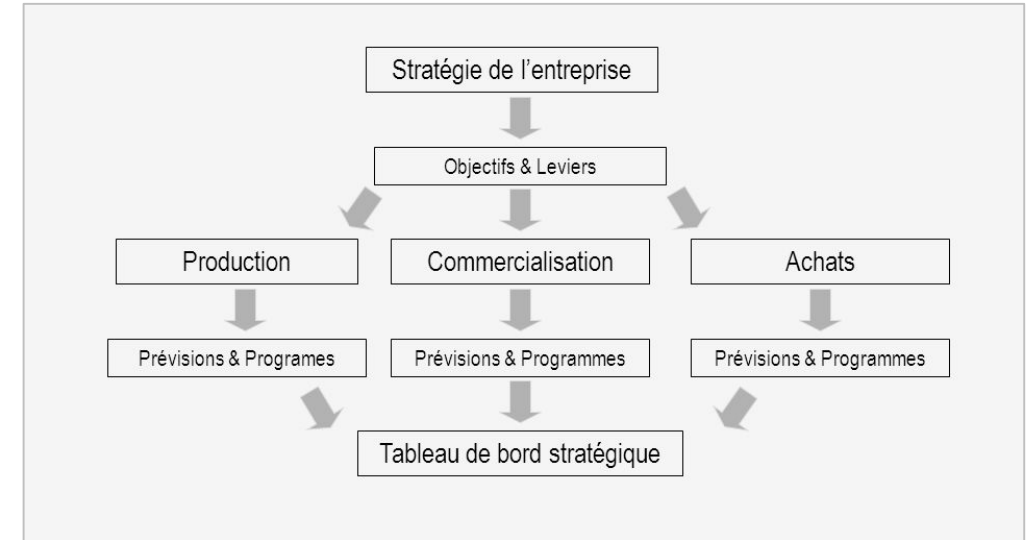 Stratégie de l'entreprise
Objectifs & Leviers
Production
Commercialisation
Achats
Prévisions & Programes
Prévisions & Programmes
Prévisions & Programmes
Tableau de bord stratégique